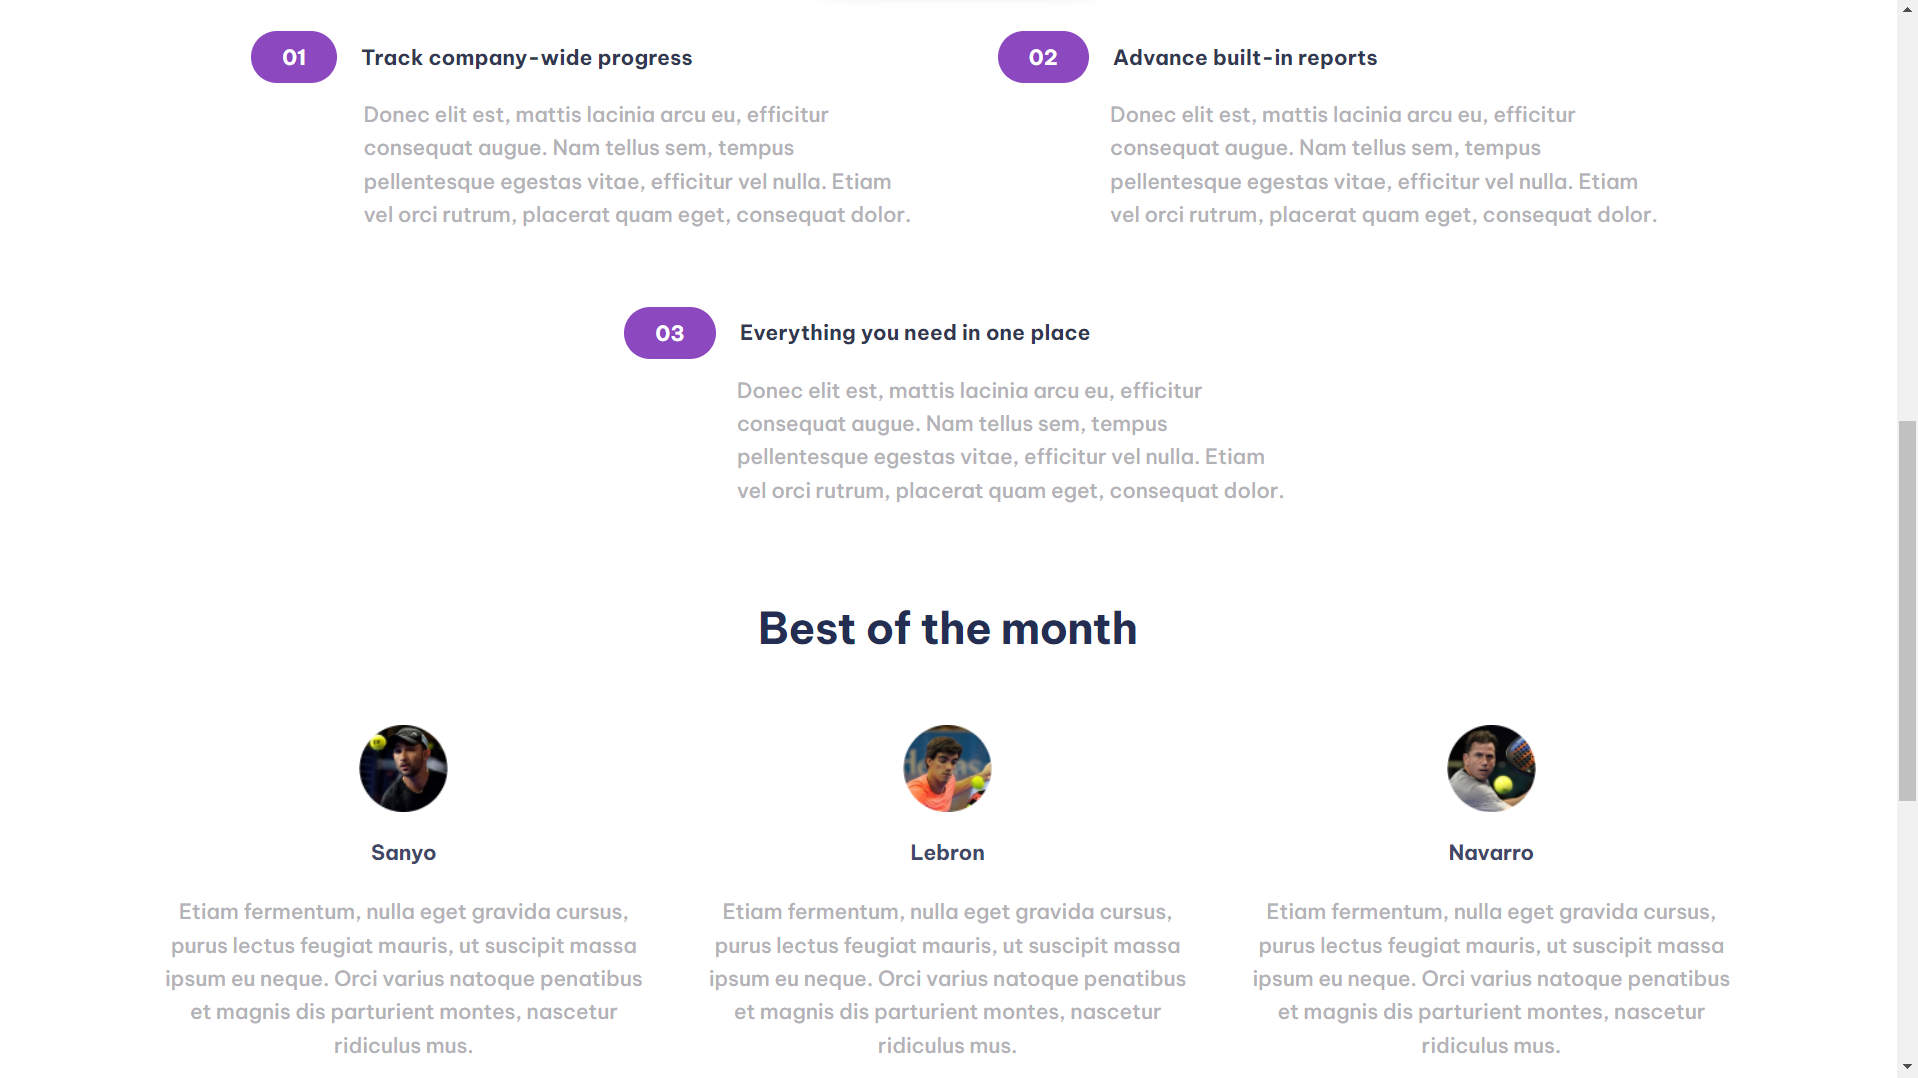 01
Track company-wide progress
Donec elit est, mattis lacinia arcu eu, efficitur
consequat augue. Nam tellus sem, tempus
pellentesque egestas vitae, efficitur vel nulla. Etiam
vel orci rutrum, placerat quam eget, consequat dolor.
02
Advance built-in reports
Donec elit est, mattis lacinia arcu eu, efficitur
consequat augue. Nam tellus sem, tempus
pellentesque egestas vitae, efficitur vel nulla. Etiam
vel orci rutrum, placerat quam eget, consequat dolor.
03
Everything you need in one place
Donec elit est, mattis lacinia arcu eu, efficitur
consequat augue. Nam tellus sem, tempus
pellentesque egestas vitae, efficitur vel nulla. Etiam
vel orci rutrum, placerat quam eget, consequat dolor.
Best of the month
Sanyo
Etiam fermentum, nulla eget gravida cursus,
purus lectus feugiat mauris, ut suscipit massa
ipsum eu neque. Orci varius natoque penatibus
et magnis dis parturient montes, nascetur
ridiculus mus.
Lebron
Etiam fermentum, nulla eget gravida cursus,
purus lectus feugiat mauris, ut suscipit massa
ipsum eu neque. Orci varius natoque penatibus
et magnis dis parturient montes, nascetur
ridiculus mus.
Navarro
Etiam fermentum, nulla eget gravida cursus,
purus lectus feugiat mauris, ut suscipit massa
ipsum eu neque. Orci varius natoque penatibus
et magnis dis parturient montes, nascetur
ridiculus mus.